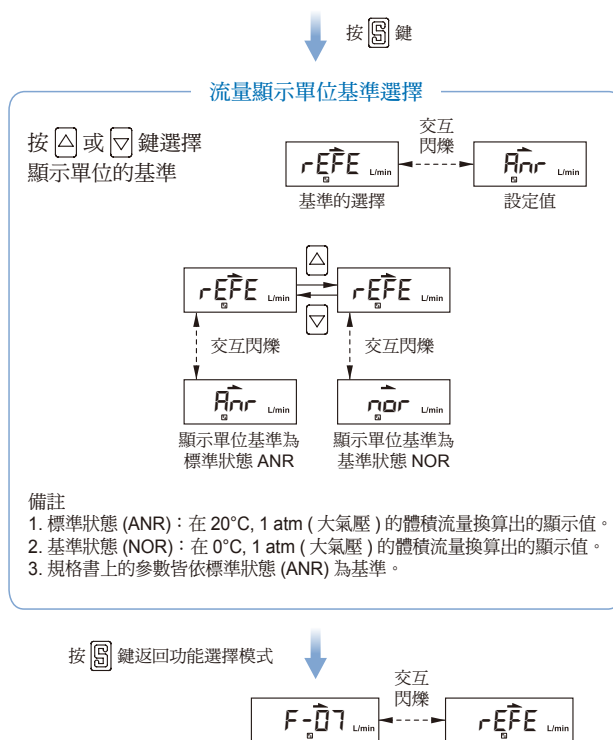 按 S 鍵
流量顯示單位基準選擇
按 △ 或 ▽ 鍵選擇
顯示單位的基準
交互
閃爍
rEFE L/min
Anr L/min
基準的選擇
設定值
△
rEFE L/min
rEFE L/min
▽
交互閃爍
交互閃爍
Anr L/min
nor L/min
顯示單位基準為
標準狀態 ANR
顯示單位基準為
基準狀態 NOR
備註
1. 標準狀態 (ANR)：在 20°C, 1 atm ( 大氣壓 ) 的體積流量換算出的顯示值。
2. 基準狀態 (NOR)：在 0°C, 1 atm ( 大氣壓 ) 的體積流量換算出的顯示值。
3. 規格書上的參數皆依標準狀態 (ANR) 為基準。
按 S 鍵返回功能選擇模式
交互
閃爍
F-07 L/min
rEFE L/min